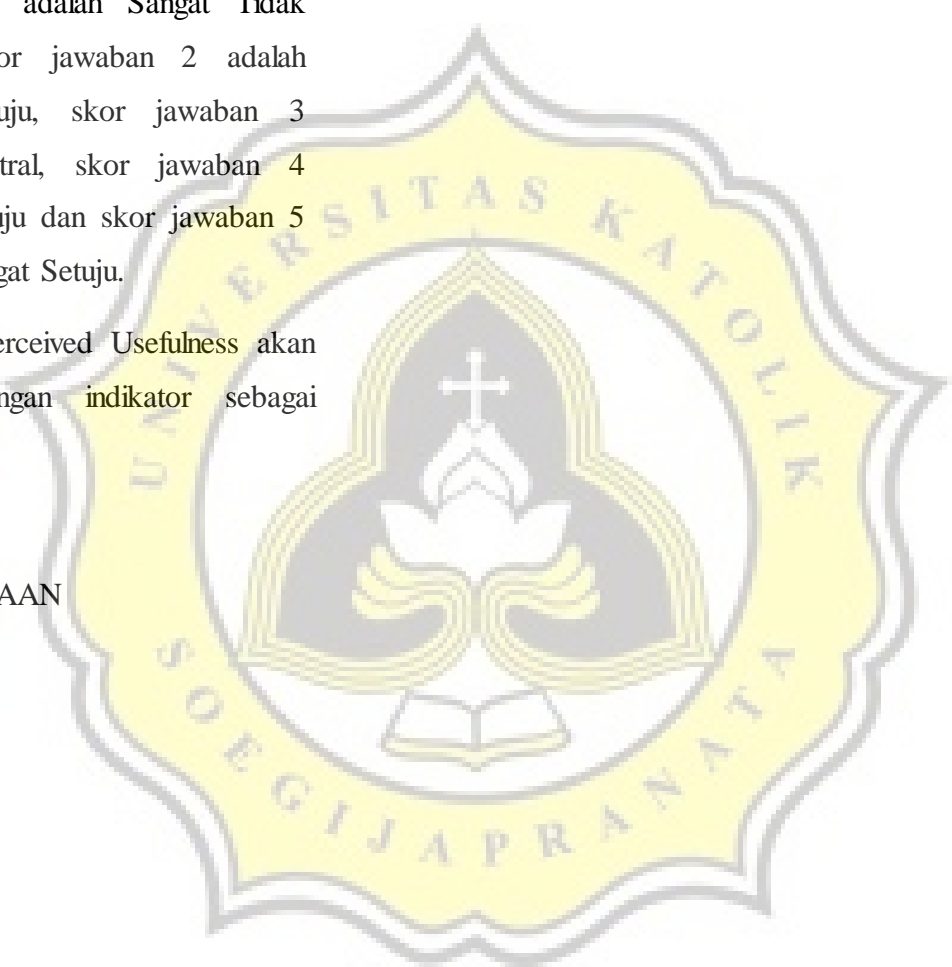 adalah Sangat Tidak
or jawaban 2 adalah
uju, skor jawaban 3
tral, skor jawaban 4
uju dan skor jawaban 5
gat Setuju.
erceived Usefulness akan
ngan indikator sebagai
AAN
UNIVERSITAS KATOLIK
SOEGIJAPRANATA